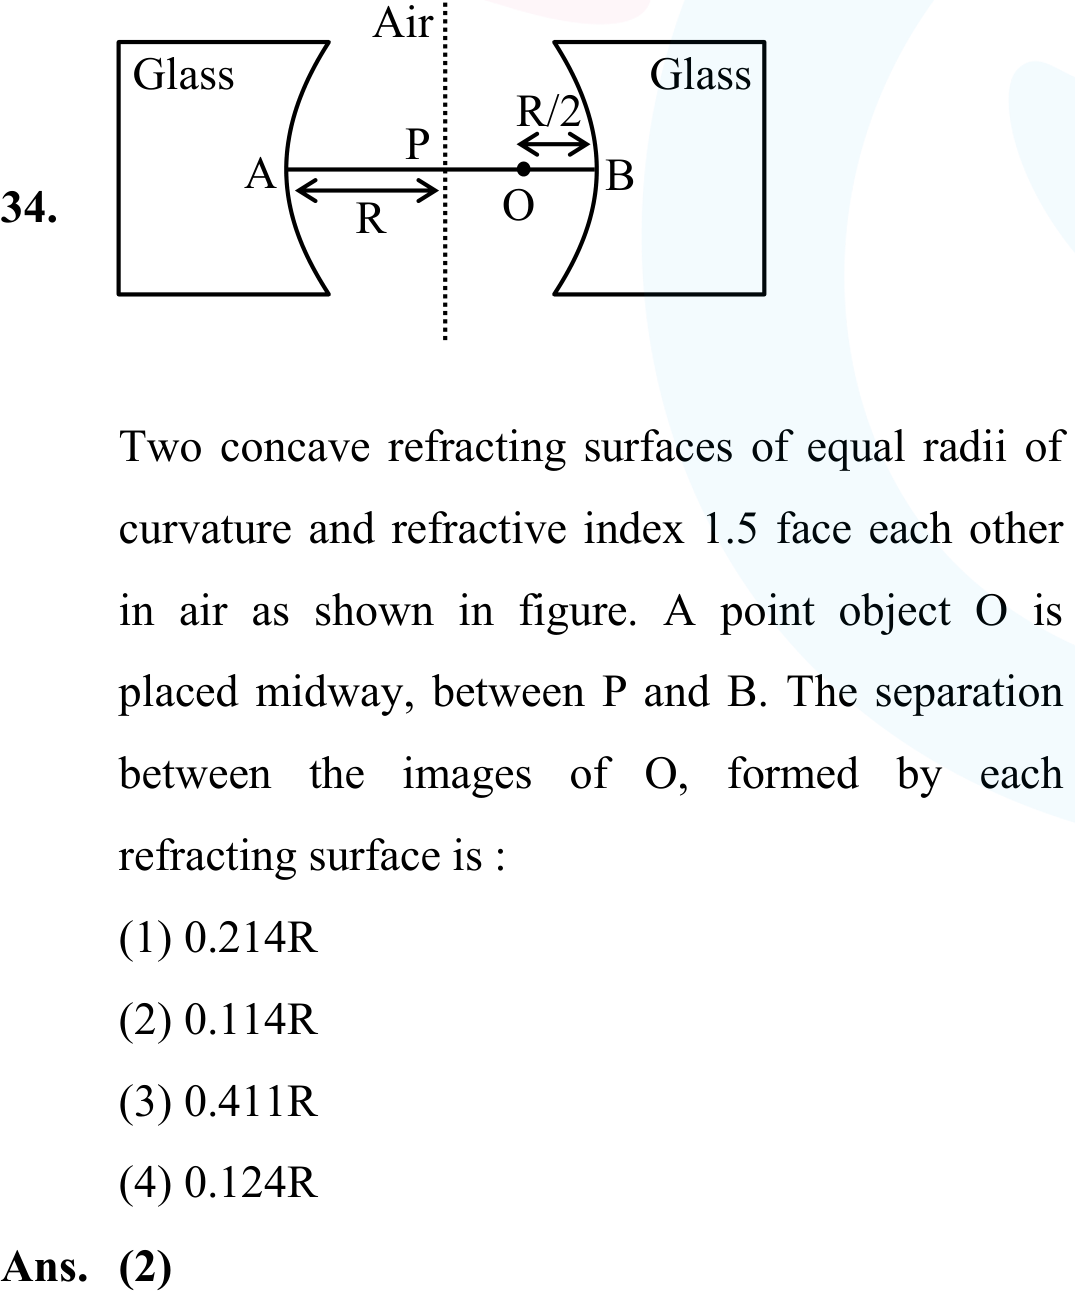 Air
Glass
Glass
R/2
P
A
B
34.
R
O
Two concave refracting surfaces of equal radii of
curvature and refractive index 1.5 face each other
in air as shown in figure. A point object O is
placed midway, between P and B. The separation
between the images of O, formed by each
refracting surface is :
(1) 0.214R
(2) 0.114R
(3) 0.411R
(4) 0.124R
Ans. (2)